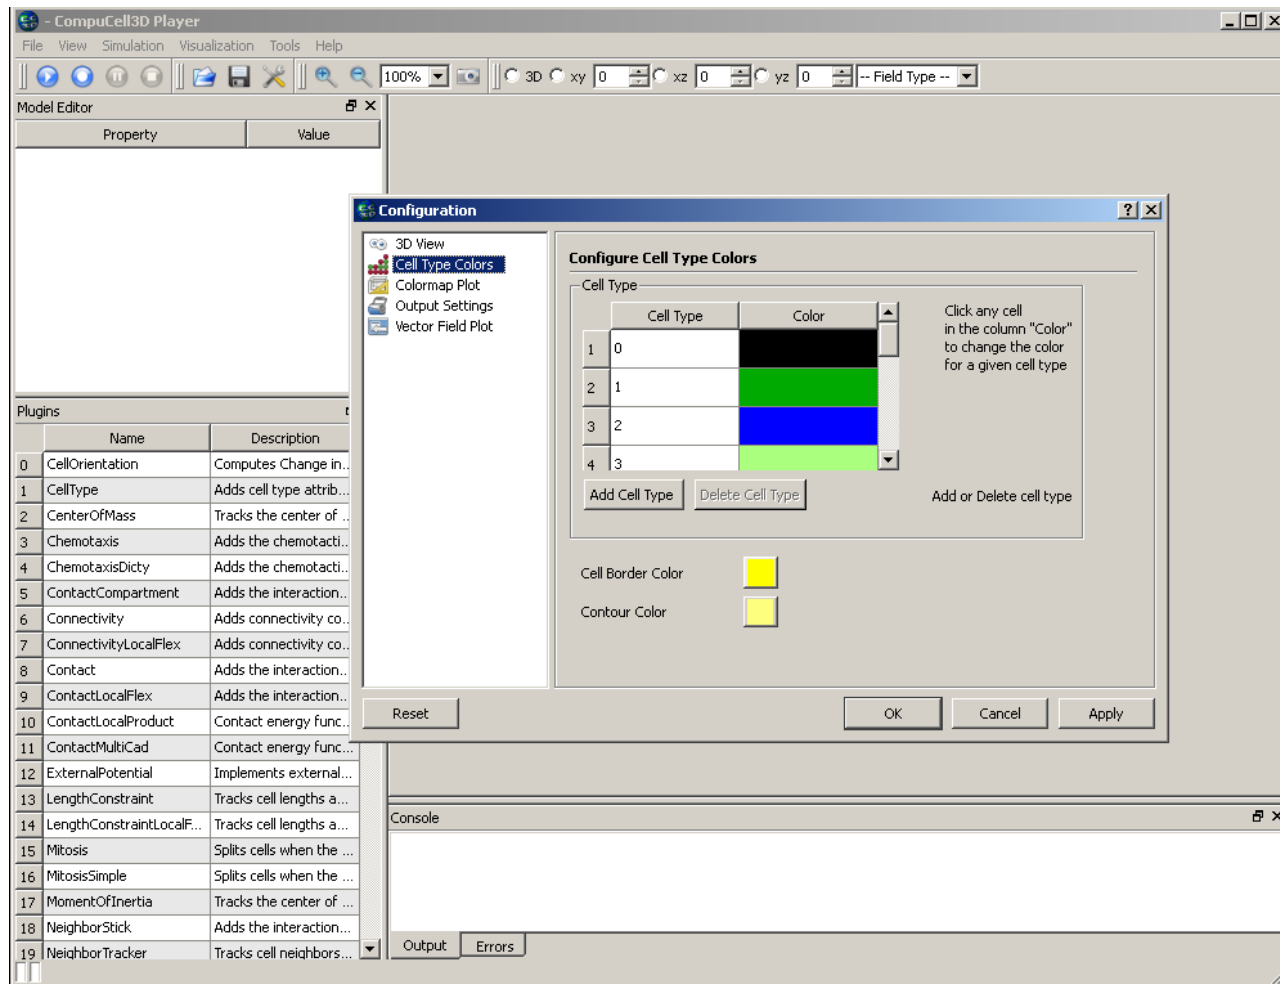 - CompuCell3D Player
File View Simulation Visualization Tools Help
100% 3D xy 0 xz 0 yz 0 -- Field Type --
Model Editor
Property Value
Configuration
3D View
Cell Type Colors
Colormap Plot
Output Settings
Vector Field Plot
Configure Cell Type Colors
Cell Type
Cell Type Color
1 0
2 1
3 2
4 3
Click any cell
in the column "Color"
to change the color
for a given cell type
Add Cell Type Delete Cell Type Add or Delete cell type
Cell Border Color
Contour Color
Reset OK Cancel Apply
Plugins
Name Description
0 CellOrientation Computes Change in...
1 CellType Adds cell type attrib...
2 CenterOfMass Tracks the center of ...
3 Chemotaxis Adds the chemotacti...
4 ChemotaxisDicty Adds the chemotacti...
5 ContactCompartment Adds the interaction...
6 Connectivity Adds connectivity co...
7 ConnectivityLocalFlex Adds connectivity co...
8 Contact Adds the interaction...
9 ContactLocalFlex Adds the interaction...
10 ContactLocalProduct Contact energy func...
11 ContactMultiCad Contact energy func...
12 ExternalPotential Implements external...
13 LengthConstraint Tracks cell lengths a...
14 LengthConstraintLocalF... Tracks cell lengths a...
15 Mitosis Splits cells when the ...
16 MitosisSimple Splits cells when the ...
17 MomentOfInertia Tracks the center of ...
18 NeighborStick Adds the interaction...
19 NeighborTracker Tracks cell neighbors...
Console
Output Errors